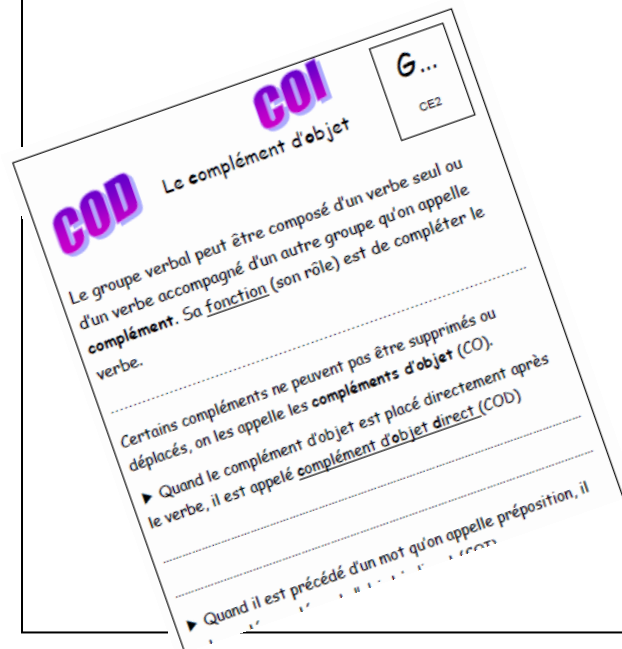 COI
G...
CE2
Le complément d'objet
COD
Le groupe verbal peut être composé d'un verbe seul ou
d'un verbe accompagné d'un autre groupe qu'on appelle
complément. Sa fonction (son rôle) est de compléter le
verbe.
Certains compléments ne peuvent pas être supprimés ou
déplacés, on les appelle les compléments d'objet (CO).
► Quand le complément d'objet est placé directement après
le verbe, il est appelé complément d'objet direct (COD)
► Quand il est précédé d'un mot qu'on appelle préposition, il